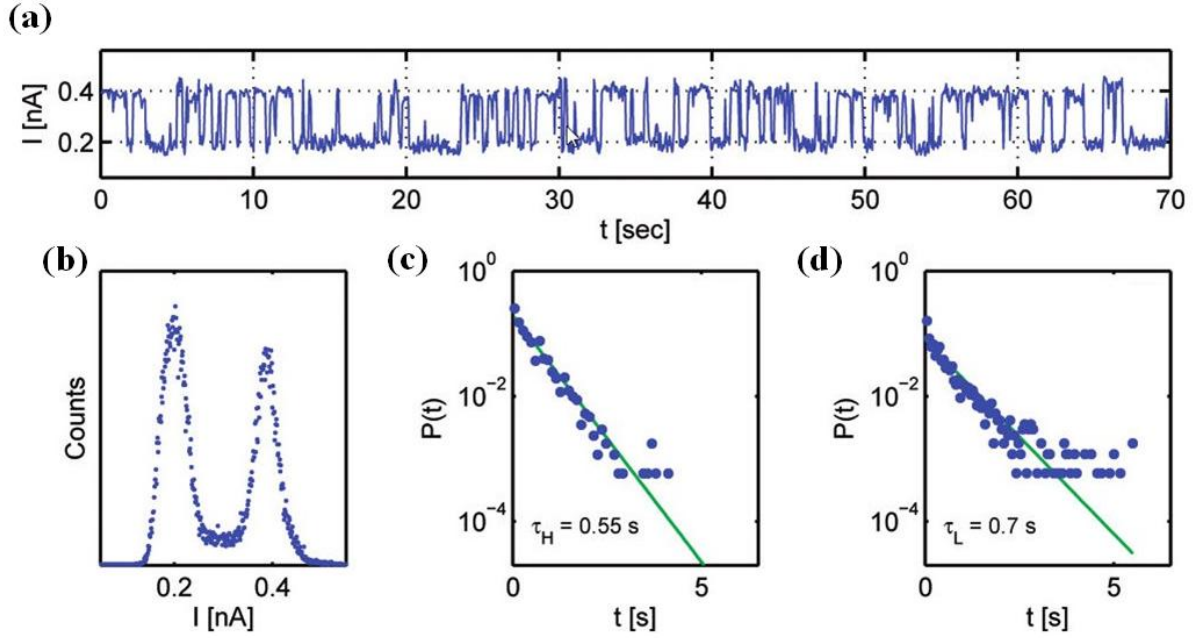 (a)
I [nA]
0.4
0.2
0 10 20 30 40 50 60 70
t [sec]
(b) (c) (d)
Counts
0.2 0.4
I [nA]
P(t)
10^0
10^-2
10^-4
τ_H = 0.55 s
0 5
t [s]
P(t)
10^0
10^-2
10^-4
τ_L = 0.7 s
0 5
t [s]